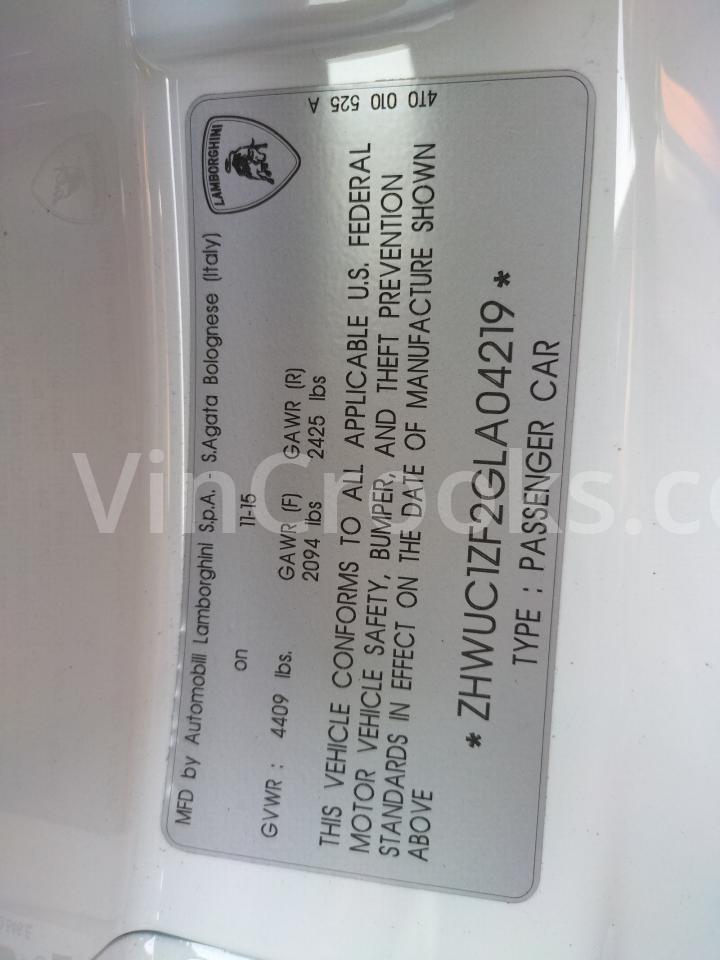 MFD by Automobili Lamborghini S.p.A. - S.Agata Bolognese (Italy)
LAMBORGHINI
on 11-15
GVWR : 4409 lbs. GAWR (F) GAWR (R)
2094 lbs 2425 lbs
4T0 010 525 A
THIS VEHICLE CONFORMS TO ALL APPLICABLE U.S. FEDERAL
MOTOR VEHICLE SAFETY, BUMPER, AND THEFT PREVENTION
STANDARDS IN EFFECT ON THE DATE OF MANUFACTURE SHOWN
ABOVE
* ZHWUC1ZF2GLA04219 *
TYPE : PASSENGER CAR
VinCrocks.com